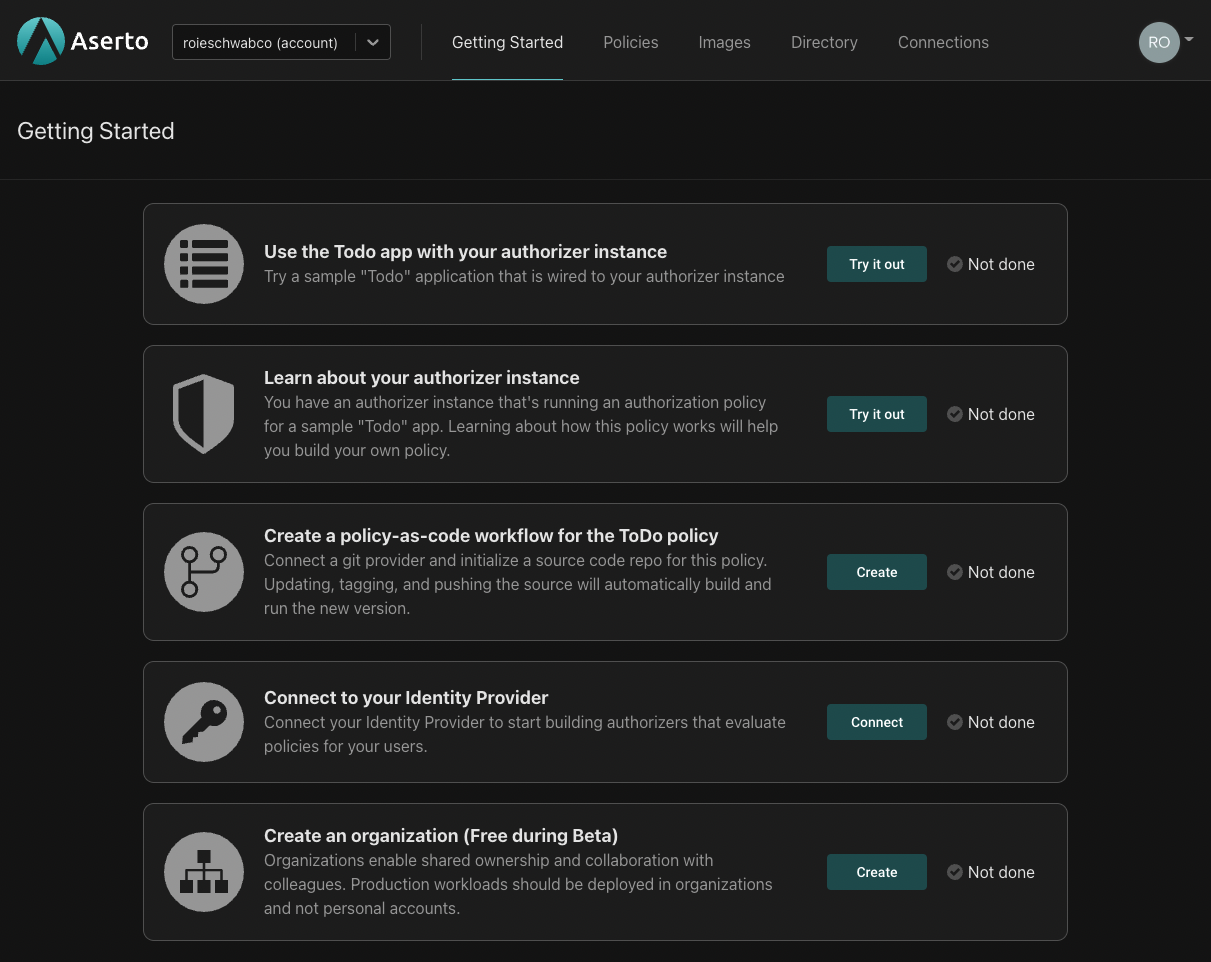 Aserto
roieschwabco (account)
Getting Started
Policies
Images
Directory
Connections
RO
Getting Started
Use the Todo app with your authorizer instance
Try a sample "Todo" application that is wired to your authorizer instance
Try it out
Not done
Learn about your authorizer instance
You have an authorizer instance that's running an authorization policy
for a sample "Todo" app. Learning about how this policy works will help
you build your own policy.
Try it out
Not done
Create a policy-as-code workflow for the ToDo policy
Connect a git provider and initialize a source code repo for this policy.
Updating, tagging, and pushing the source will automatically build and
run the new version.
Create
Not done
Connect to your Identity Provider
Connect your Identity Provider to start building authorizers that evaluate
policies for your users.
Connect
Not done
Create an organization (Free during Beta)
Organizations enable shared ownership and collaboration with
colleagues. Production workloads should be deployed in organizations
and not personal accounts.
Create
Not done